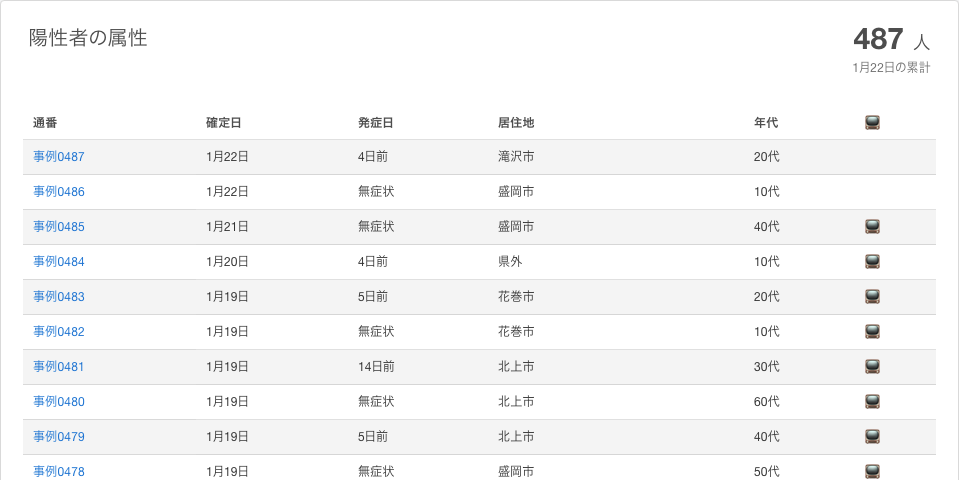 陽性者の属性
487 人
1月22日の累計
通番 確定日 発症日 居住地 年代
事例0487 1月22日 4日前 滝沢市 20代
事例0486 1月22日 無症状 盛岡市 10代
事例0485 1月21日 無症状 盛岡市 40代
事例0484 1月20日 4日前 県外 10代
事例0483 1月19日 5日前 花巻市 20代
事例0482 1月19日 無症状 花巻市 10代
事例0481 1月19日 14日前 北上市 30代
事例0480 1月19日 無症状 北上市 60代
事例0479 1月19日 5日前 北上市 40代
事例0478 1月19日 無症状 盛岡市 50代